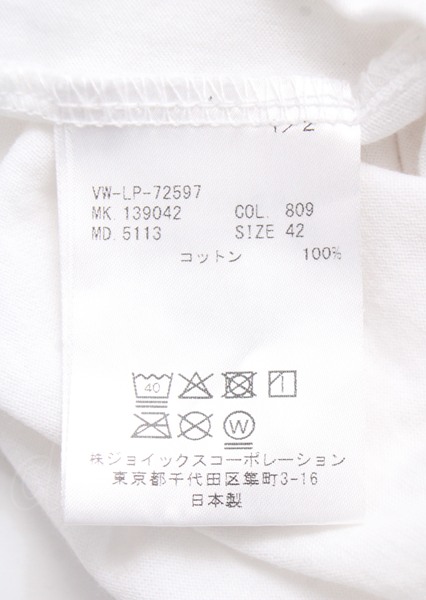 1/2
VW-LP-72597
MK. 139042 COL. 809
MD. 5113 SIZE 42
コットン 100%
40
W
株ジョイックスコーポレーション
東京都千代田区隼町3-16
日本製